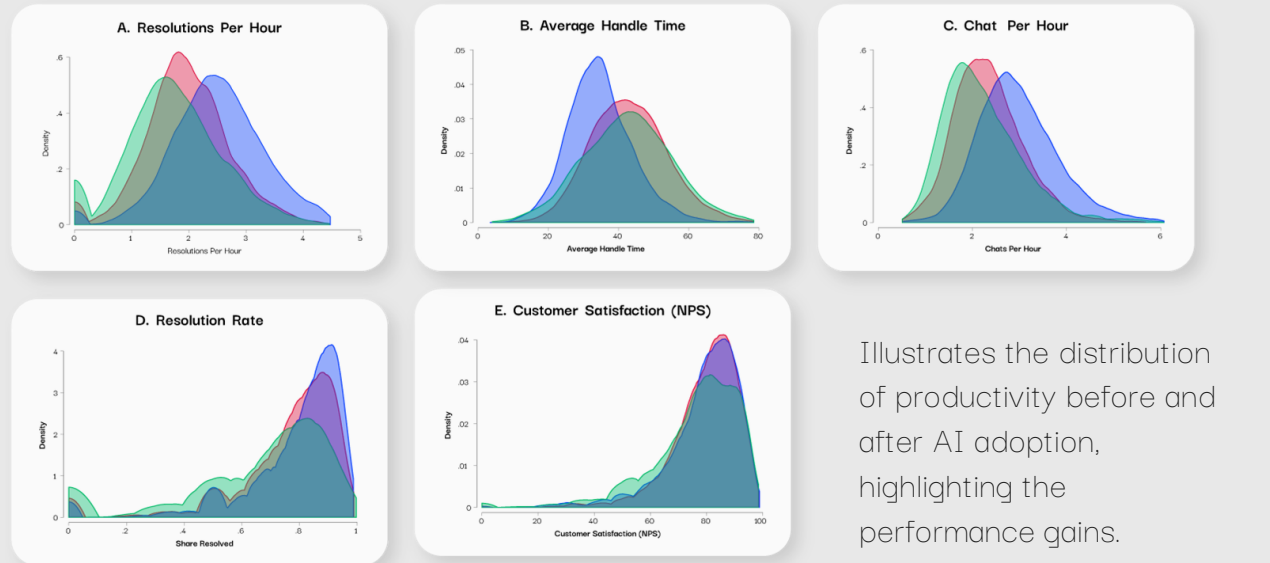 A. Resolutions Per Hour
.6
.4
.2
0
Density
0 1 2 3 4 5
Resolutions Per Hour
B. Average Handle Time
.05
.04
.03
.02
.01
0
Density
0 20 40 60 80
Average Handle Time
C. Chat Per Hour
.6
.4
.2
0
Density
0 2 4 6
Chats Per Hour
D. Resolution Rate
4
3
2
1
0
Density
0 .2 .4 .6 .8 1
Share Resolved
E. Customer Satisfaction (NPS)
.04
.03
.02
.01
0
Density
0 20 40 60 80 100
Customer Satisfaction (NPS)
Illustrates the distribution
of productivity before and
after AI adoption,
highlighting the
performance gains.